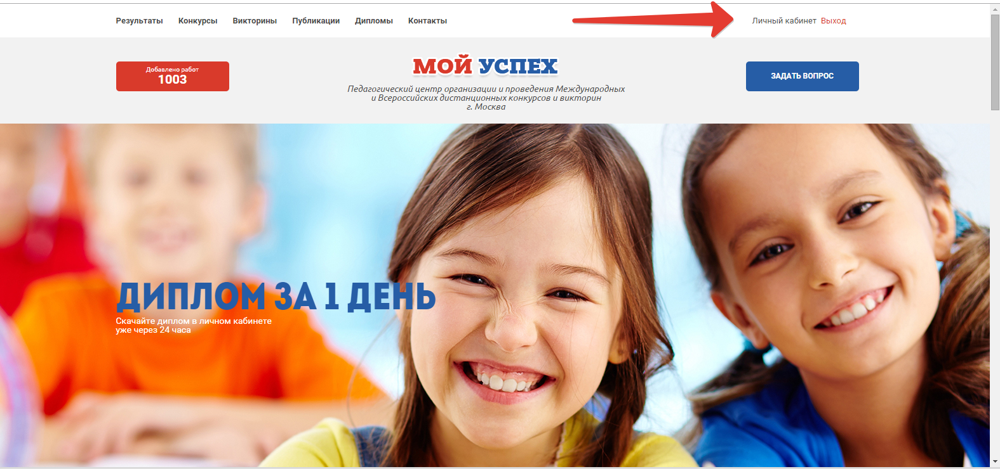 Результаты Конкурсы Викторины Публикации Дипломы Контакты Личный кабинет Выход
Добавлено работ
1003
МОЙ УСПЕХ
Педагогический центр организации и проведения Международных
и Всероссийских дистанционных конкурсов и викторин
г. Москва
ЗАДАТЬ ВОПРОС
ДИПЛОМ ЗА 1 ДЕНЬ
Скачайте диплом в личном кабинете
уже через 24 часа